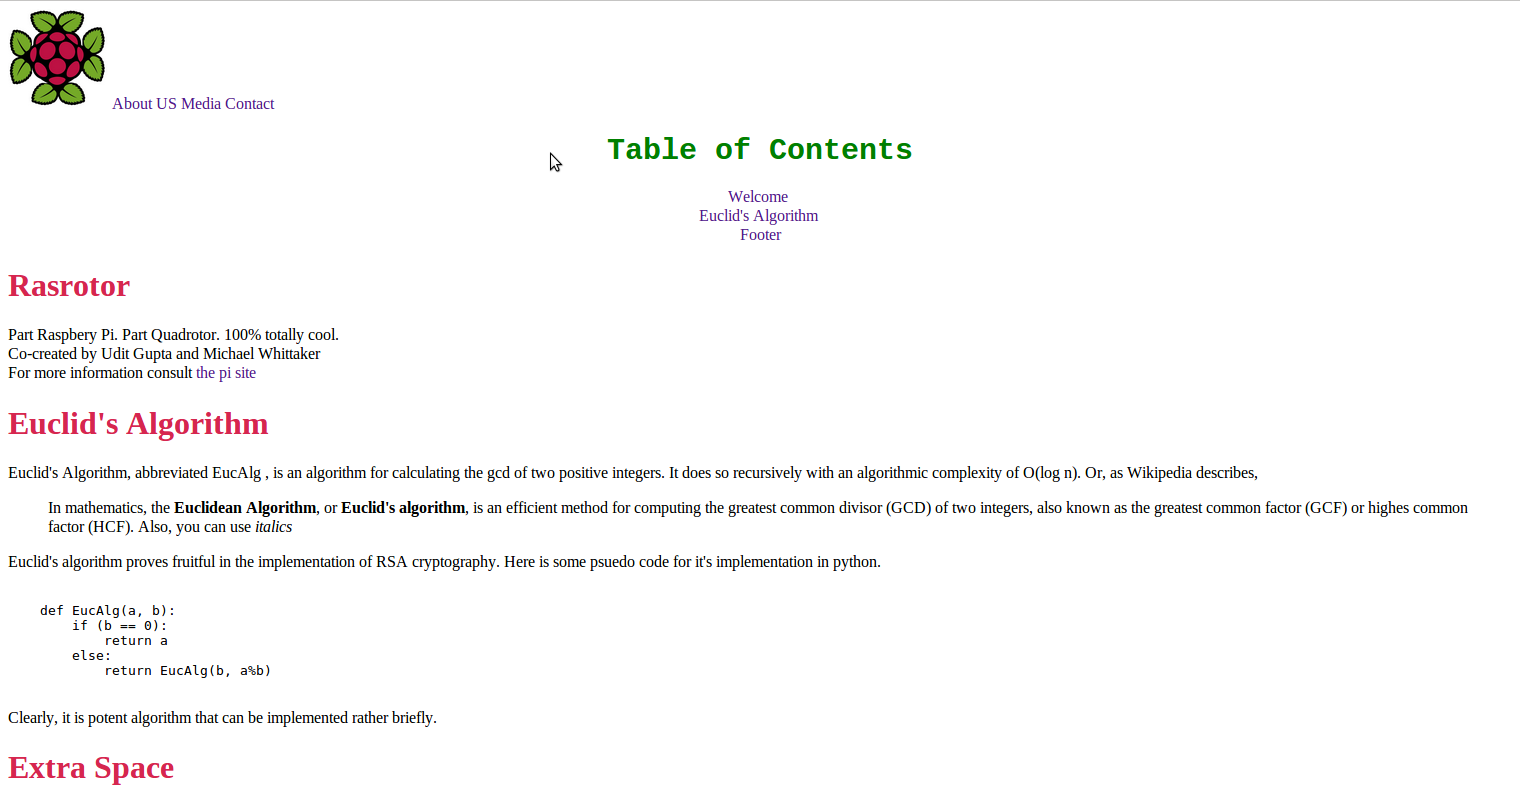 About US Media Contact
Table of Contents
Welcome
Euclid's Algorithm
Footer
Rasrotor
Part Raspbery Pi. Part Quadrotor. 100% totally cool.
Co-created by Udit Gupta and Michael Whittaker
For more information consult the pi site
Euclid's Algorithm
Euclid's Algorithm, abbreviated EucAlg , is an algorithm for calculating the gcd of two positive integers. It does so recursively with an algorithmic complexity of O(log n). Or, as Wikipedia describes,
In mathematics, the Euclidean Algorithm, or Euclid's algorithm, is an efficient method for computing the greatest common divisor (GCD) of two integers, also known as the greatest common factor (GCF) or highes common
factor (HCF). Also, you can use italics
Euclid's algorithm proves fruitful in the implementation of RSA cryptography. Here is some psuedo code for it's implementation in python.
def EucAlg(a, b):
    if (b == 0):
        return a
    else:
        return EucAlg(b, a%b)
Clearly, it is potent algorithm that can be implemented rather briefly.
Extra Space